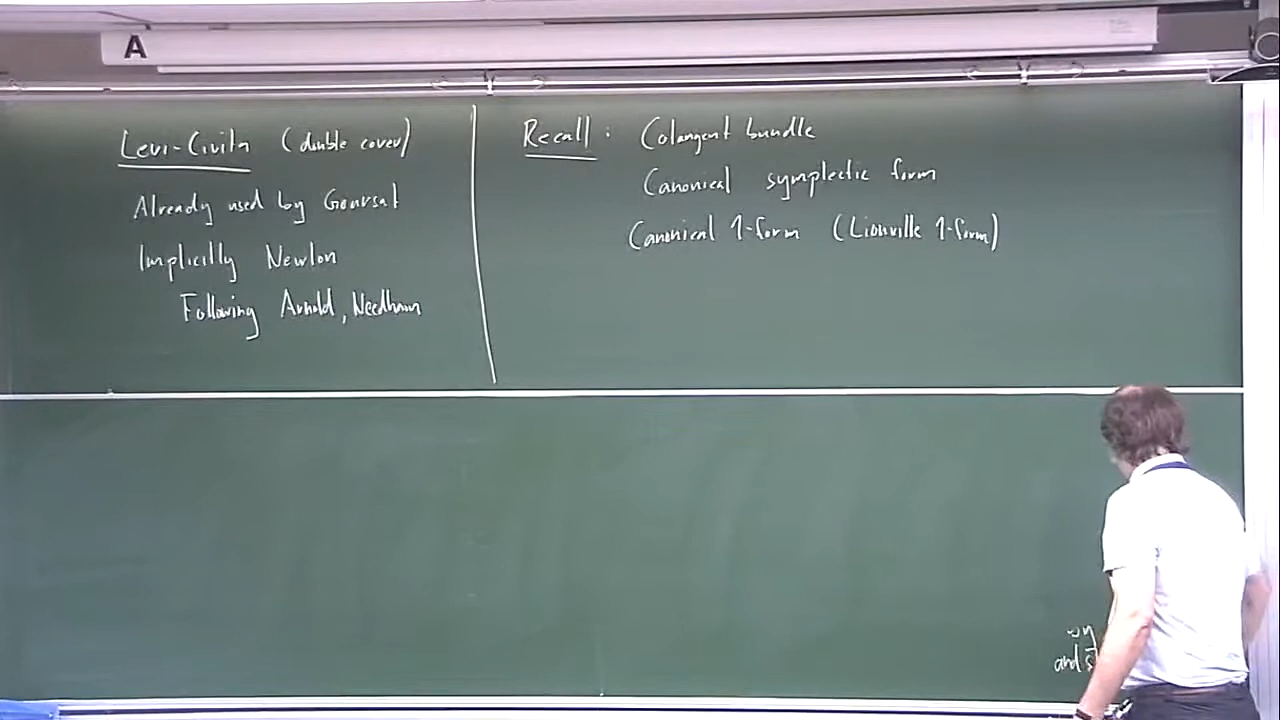 A
Levi-Civita (double cover)
Already used by Goursat
Implicitly Newton
Following Arnold, Needham
Recall: Cotangent bundle
Canonical symplectic form
Canonical 1-form (Liouville 1-form)
and